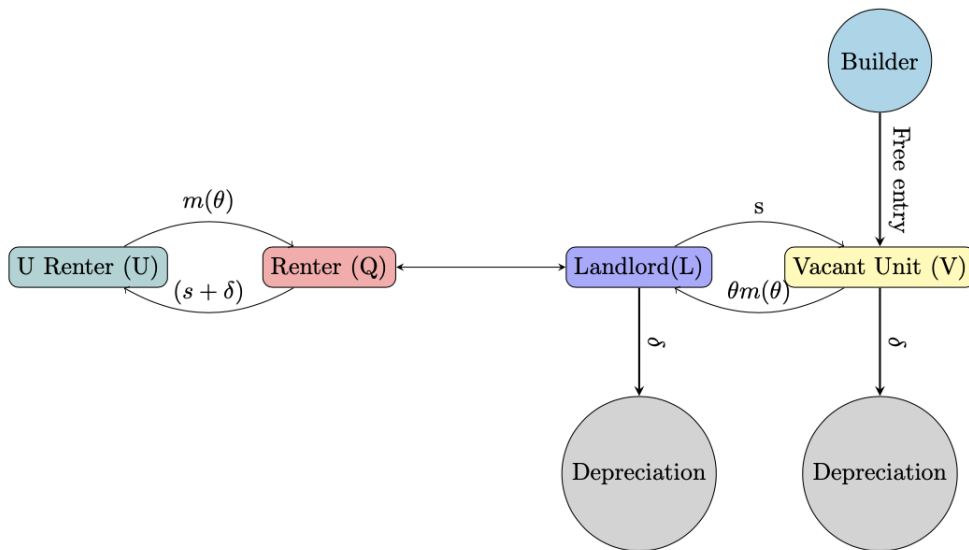 Builder
Free entry
m(θ)
s
U Renter (U)
Renter (Q)
Landlord(L)
Vacant Unit (V)
(s + δ)
θm(θ)
δ
δ
Depreciation
Depreciation